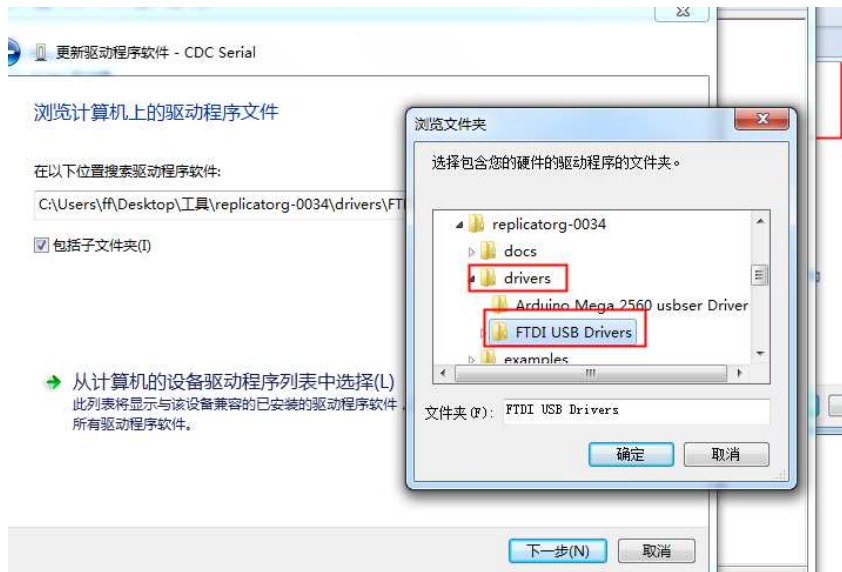 更新驱动程序软件 - CDC Serial
浏览计算机上的驱动程序文件
在以下位置搜索驱动程序软件:
C:\Users\ff\Desktop\工具\replicatorg-0034\drivers\FT
包括子文件夹(I)
从计算机的设备驱动程序列表中选择(L)
此列表将显示与该设备兼容的已安装的驱动程序软件，
所有驱动程序软件。
下一步(N)
取消
浏览文件夹
选择包含您的硬件的驱动程序的文件夹。
replicatorg-0034
docs
drivers
Arduino Mega 2560 usbser Driver
FTDI USB Drivers
examples
文件夹(F):
FTDI USB Drivers
确定
取消